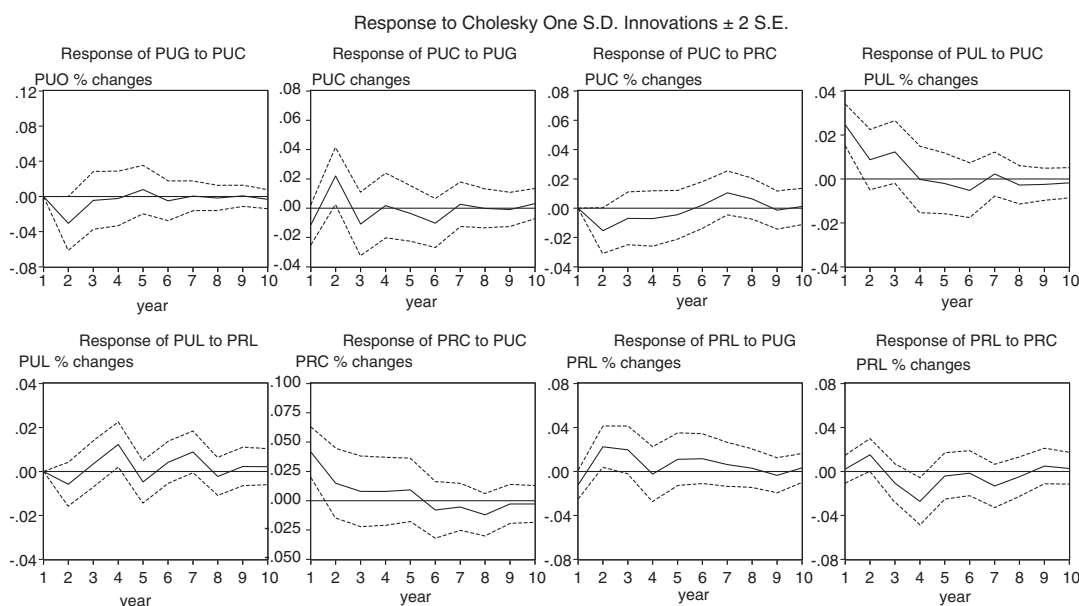 Response to Cholesky One S.D. Innovations ± 2 S.E.
Response of PUG to PUC
PUO % changes
.12
.08
.04
.00
-.04
-.08
1 2 3 4 5 6 7 8 9 10
year
Response of PUC to PUG
PUC changes
.08
.06
.04
.02
.00
-.02
-.04
1 2 3 4 5 6 7 8 9 10
year
Response of PUC to PRC
PUC % changes
.08
.06
.04
.02
.00
-.02
-.04
1 2 3 4 5 6 7 8 9 10
year
Response of PUL to PUC
PUL % changes
.04
.02
.00
-.02
-.04
1 2 3 4 5 6 7 8 9 10
year
Response of PUL to PRL
PUL % changes
.04
.02
.00
-.02
-.04
1 2 3 4 5 6 7 8 9 10
year
Response of PRC to PUC
PRC % changes
.100
.075
.050
.025
.000
-.025
-.050
1 2 3 4 5 6 7 8 9 10
year
Response of PRL to PUG
PRL % changes
.08
.04
.00
-.04
-.08
1 2 3 4 5 6 7 8 9 10
year
Response of PRL to PRC
PRL % changes
.08
.04
.00
-.04
-.08
1 2 3 4 5 6 7 8 9 10
year